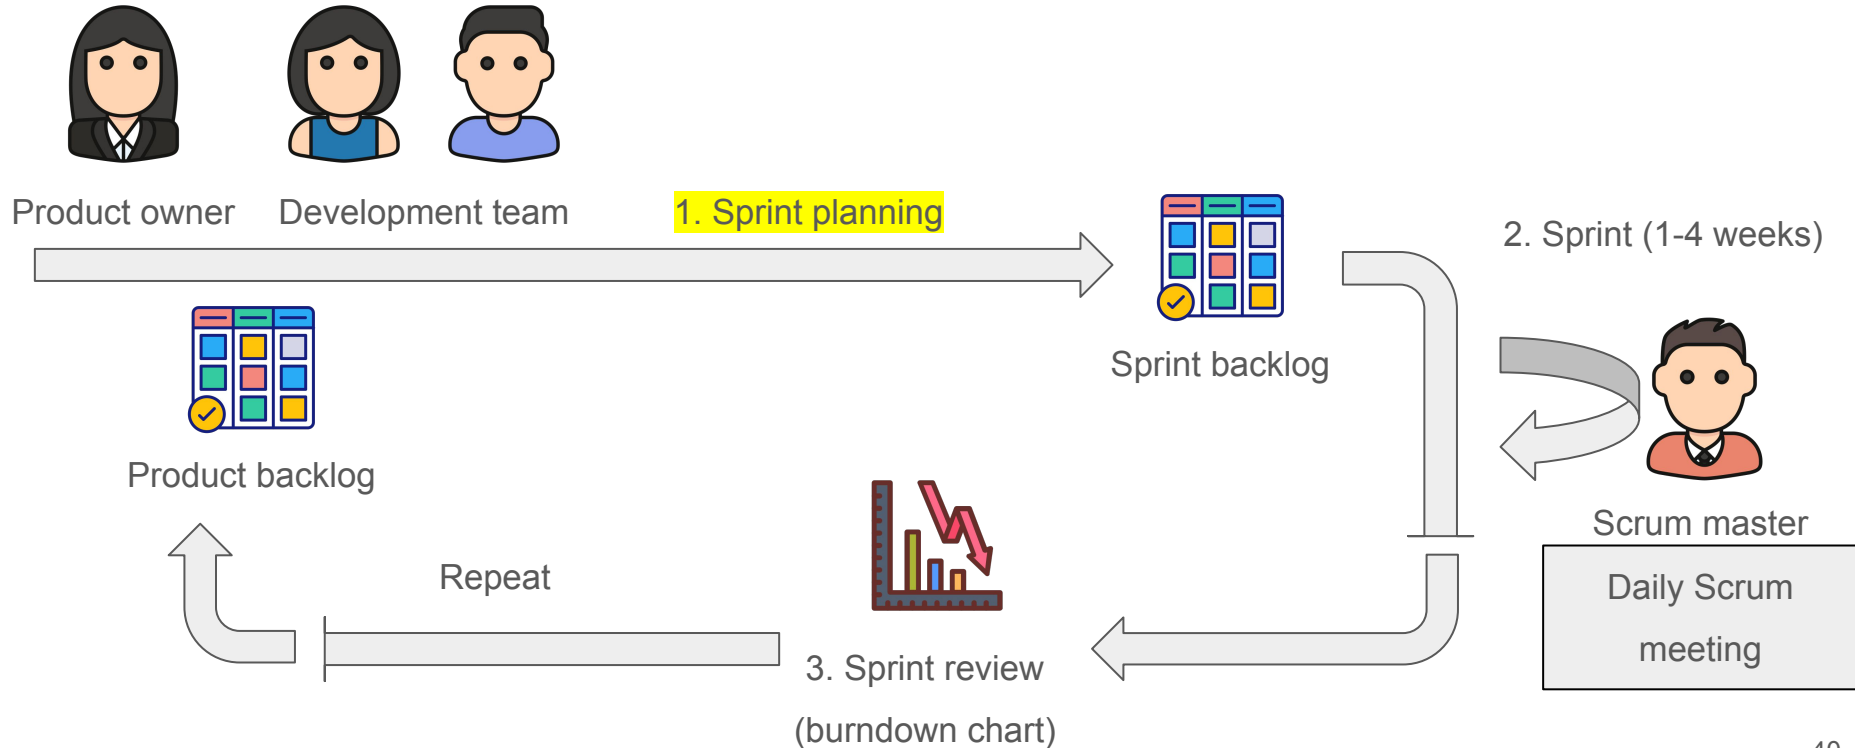 Product owner
Development team
1. Sprint planning
2. Sprint (1-4 weeks)
Sprint backlog
Product backlog
Scrum master
Daily Scrum
meeting
Repeat
3. Sprint review
(burndown chart)